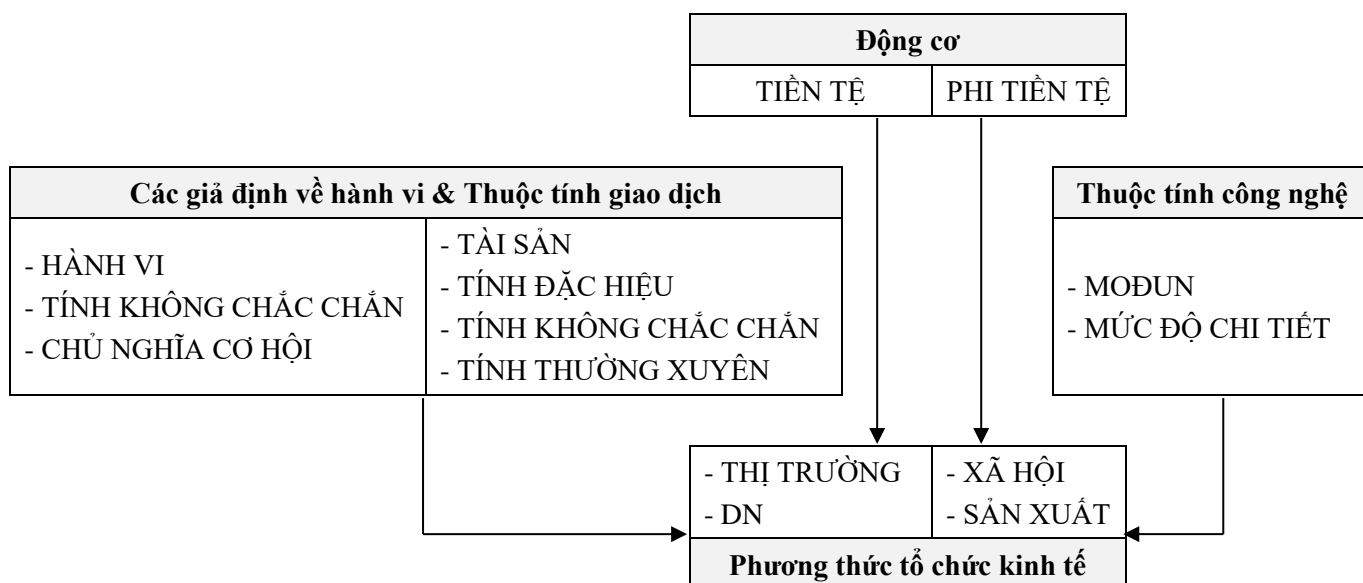 Động cơ
TIỀN TỆ
PHI TIỀN TỆ
Các giả định về hành vi & Thuộc tính giao dịch
- HÀNH VI
- TÍNH KHÔNG CHẮC CHẮN
- CHỦ NGHĨA CƠ HỘI
- TÀI SẢN
- TÍNH ĐẶC HIỆU
- TÍNH KHÔNG CHẮC CHẮN
- TÍNH THƯỜNG XUYÊN
Thuộc tính công nghệ
- MOĐUN
- MỨC ĐỘ CHI TIẾT
- THỊ TRƯỜNG
- DN
- XÃ HỘI
- SẢN XUẤT
Phương thức tổ chức kinh tế